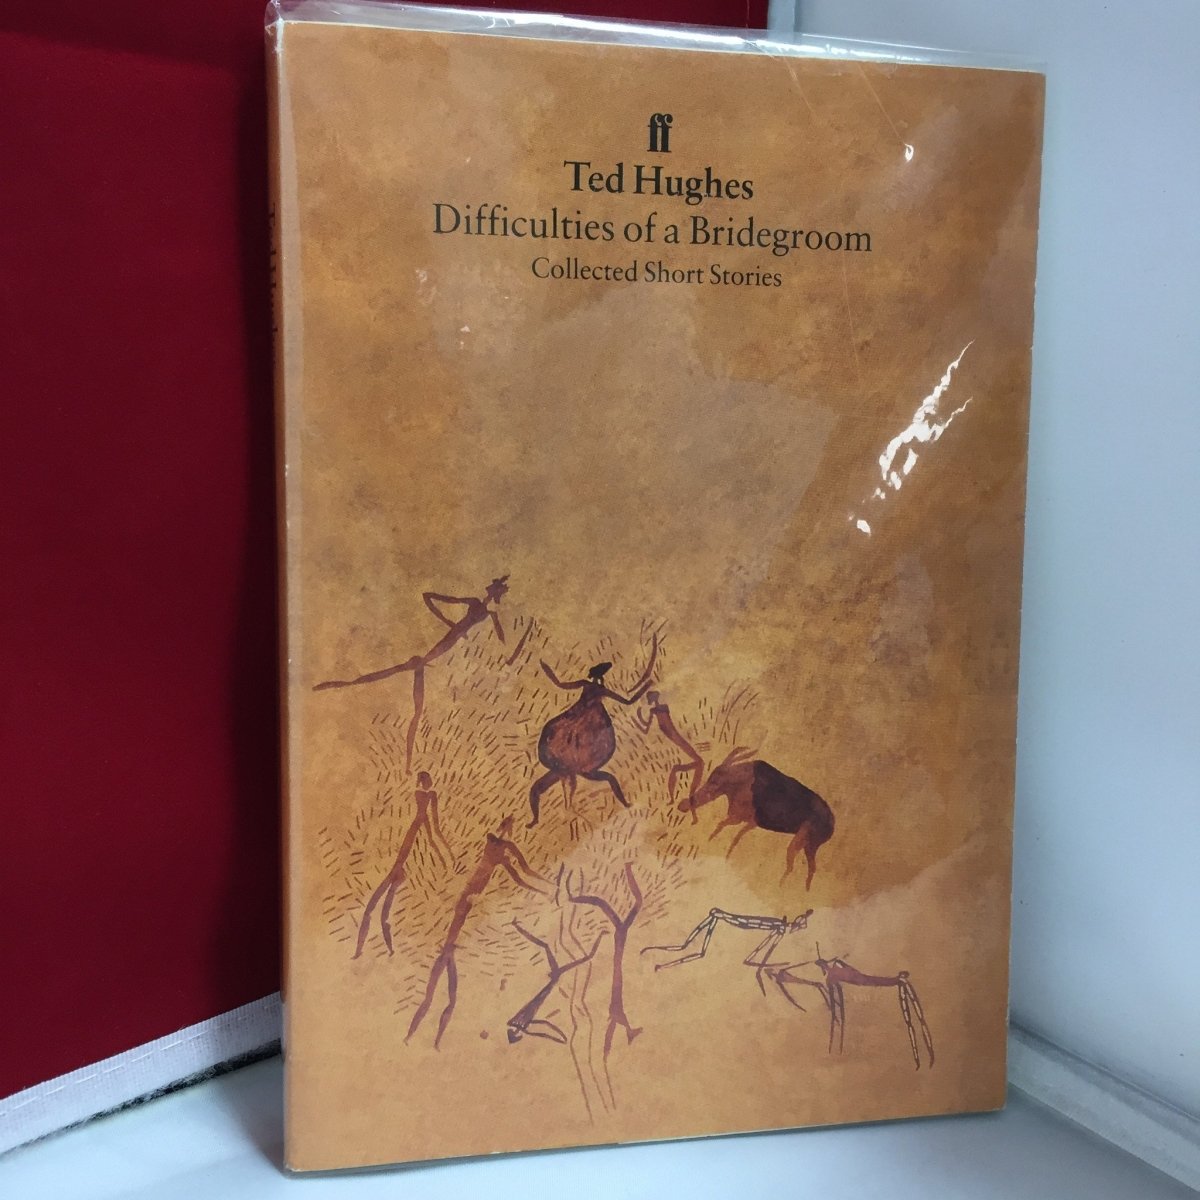 ff
Ted Hughes
Difficulties of a Bridegroom
Collected Short Stories